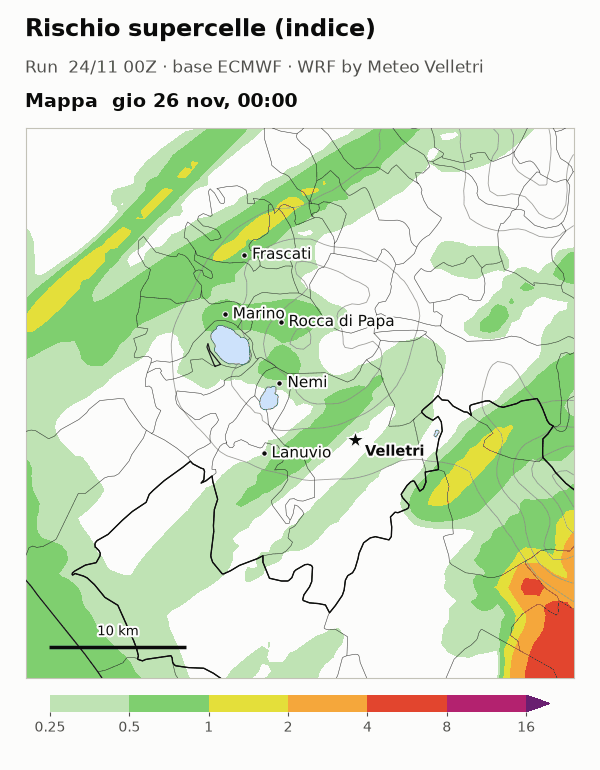 Rischio supercelle (indice)
Run  24/11 00Z · base ECMWF · WRF by Meteo Velletri
Mappa  gio 26 nov, 00:00
Frascati
Marino
Rocca di Papa
Nemi
Velletri
Lanuvio
10 km
0.25 0.5 1 2 4 8 16